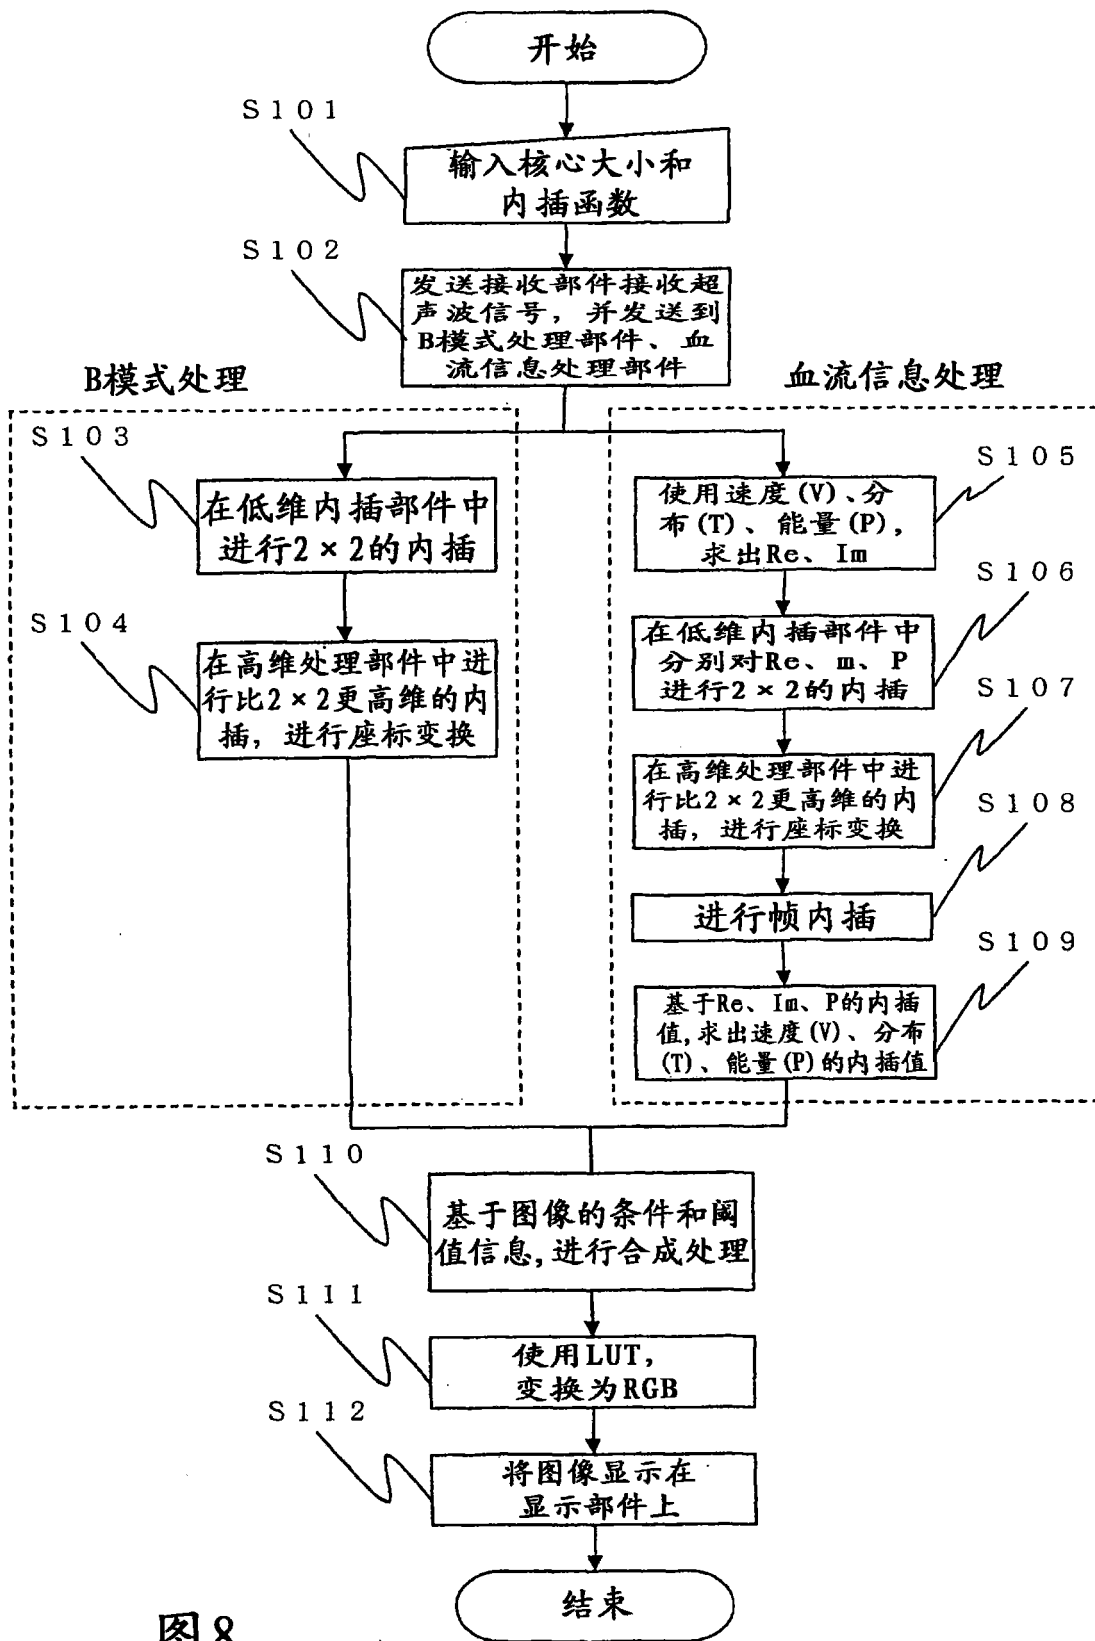 开始
S101
输入核心大小和
内插函数
S102
发送接收部件接收超
声波信号，并发送到
B模式处理部件、血
流信息处理部件
B模式处理
S103
在低维内插部件中
进行2×2的内插
S104
在高维处理部件中进
行比2×2更高维的内
插，进行座标变换
血流信息处理
S105
使用速度(V)、分
布(T)、能量(P),
求出Re、Im
S106
在低维内插部件中
分别对Re、m、P
进行2×2的内插
S107
在高维处理部件中进
行比2×2更高维的内
插，进行座标变换
S108
进行帧内插
S109
基于Re、Im、P的内插
值,求出速度(V)、分布
(T)、能量(P)的内插值
S110
基于图像的条件和阈
值信息,进行合成处理
S111
使用LUT,
变换为RGB
S112
将图像显示在
显示部件上
结束
图8